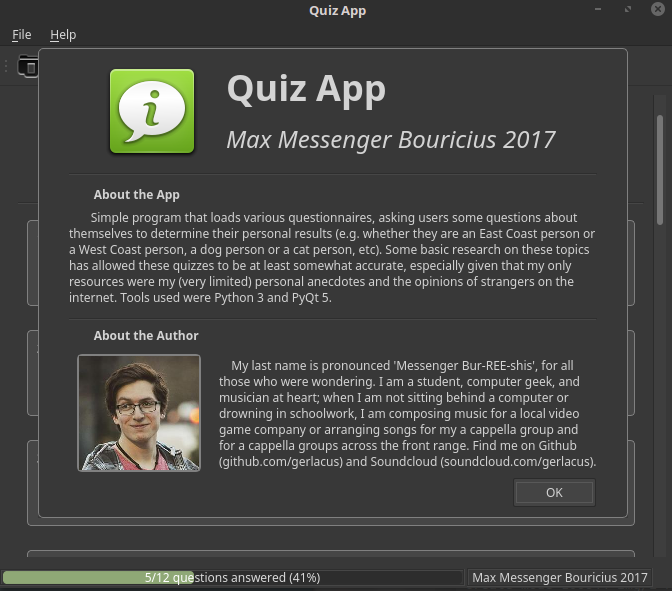 Quiz App
File Help
Quiz App
Max Messenger Bouricius 2017
About the App
Simple program that loads various questionnaires, asking users some questions about
themselves to determine their personal results (e.g. whether they are an East Coast person or
a West Coast person, a dog person or a cat person, etc). Some basic research on these topics
has allowed these quizzes to be at least somewhat accurate, especially given that my only
resources were my (very limited) personal anecdotes and the opinions of strangers on the
internet. Tools used were Python 3 and PyQt 5.
About the Author
My last name is pronounced 'Messenger Bur-REE-shis', for all
those who were wondering. I am a student, computer geek, and
musician at heart; when I am not sitting behind a computer or
drowning in schoolwork, I am composing music for a local video
game company or arranging songs for my a cappella group and
for a cappella groups across the front range. Find me on Github
(github.com/gerlacus) and Soundcloud (soundcloud.com/gerlacus).
OK
5/12 questions answered (41%)
Max Messenger Bouricius 2017